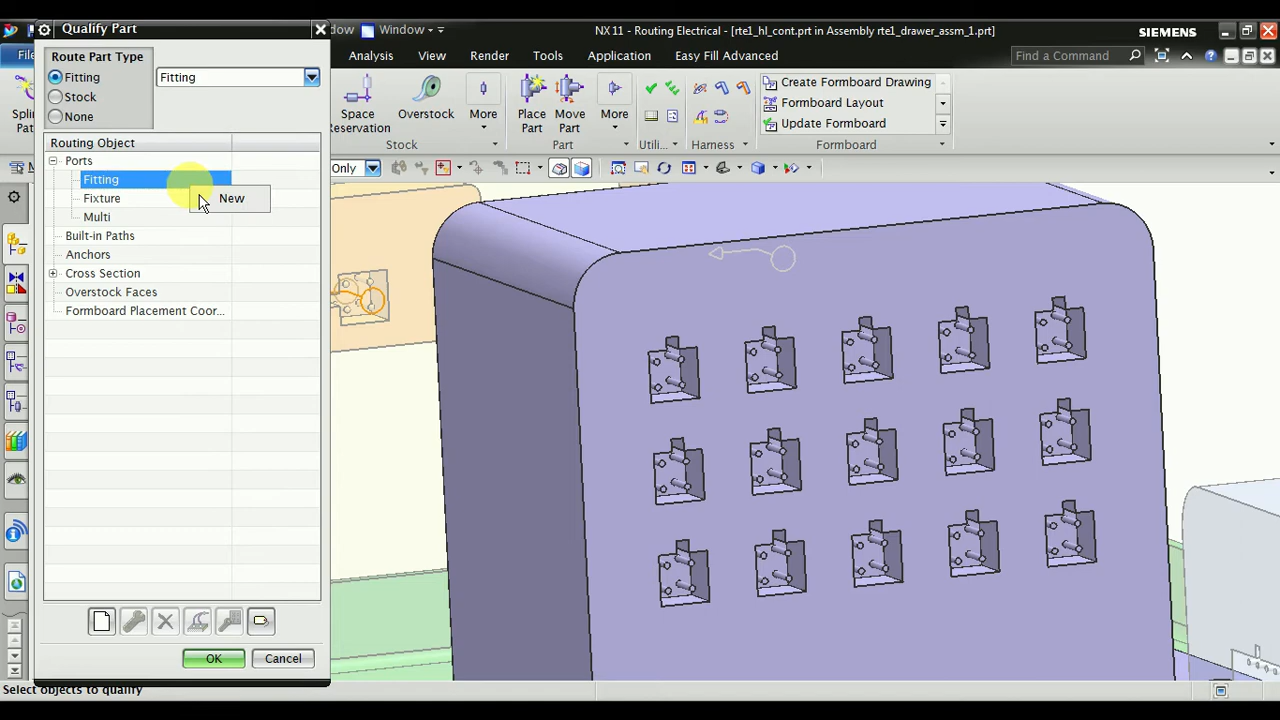 Qualify Part
ndow
Window
NX 11 - Routing Electrical - [rte1_hl_cont.prt in Assembly rte1_drawer_assm_1.prt]
SIEMENS
File
Analysis
View
Render
Tools
Application
Easy Fill Advanced
Find a Command
Route Part Type
Fitting
Fitting
Stock
None
Space
Reservation
Overstock
More
Place
Part
Move
Part
More
Create Formboard Drawing
Formboard Layout
Update Formboard
Stock
Part
Utili...
Harness
Formboard
Only
Routing Object
Ports
Fitting
New
Fixture
Multi
Built-in Paths
Anchors
Cross Section
Overstock Faces
Formboard Placement Coor...
OK
Cancel
Select objects to qualify